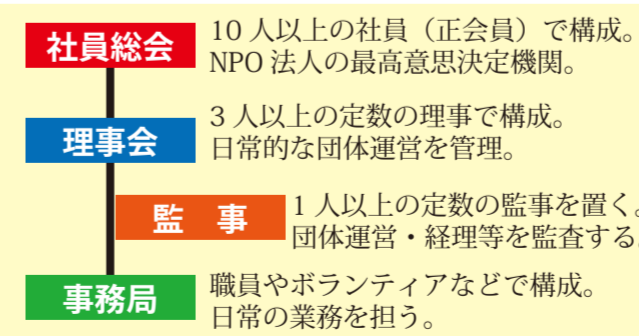 社員総会
10 人以上の社員（正会員）で構成。
NPO 法人の最高意思決定機関。
理事会
3 人以上の定数の理事で構成。
日常的な団体運営を管理。
監　事
1 人以上の定数の監事を置く。
団体運営・経理等を監査する。
事務局
職員やボランティアなどで構成。
日常の業務を担う。